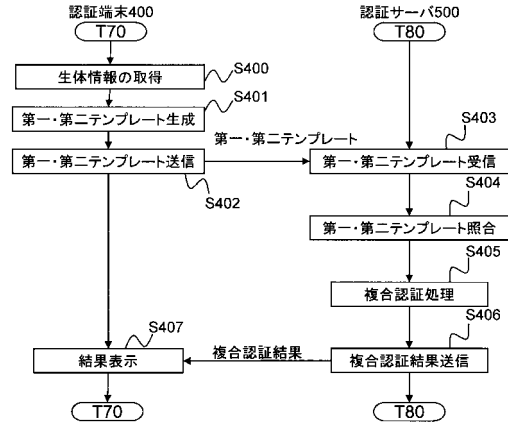 認証端末400
認証サーバ500
T70
T80
生体情報の取得
S400
第一・第二テンプレート生成
S401
第一・第二テンプレート送信
S402
第一・第二テンプレート
第一・第二テンプレート受信
S403
第一・第二テンプレート照合
S404
複合認証処理
S405
複合認証結果送信
S406
複合認証結果
結果表示
S407
T70
T80